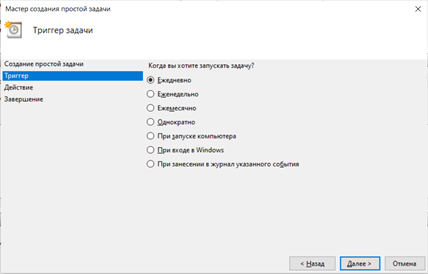 Мастер создания простой задачи
Триггер задачи
Создание простой задачи
Триггер
Действие
Завершение
Когда вы хотите запускать задачу?
Ежедневно
Еженедельно
Ежемесячно
Однократно
При запуске компьютера
При входе в Windows
При занесении в журнал указанного события
< Назад
Далее >
Отмена